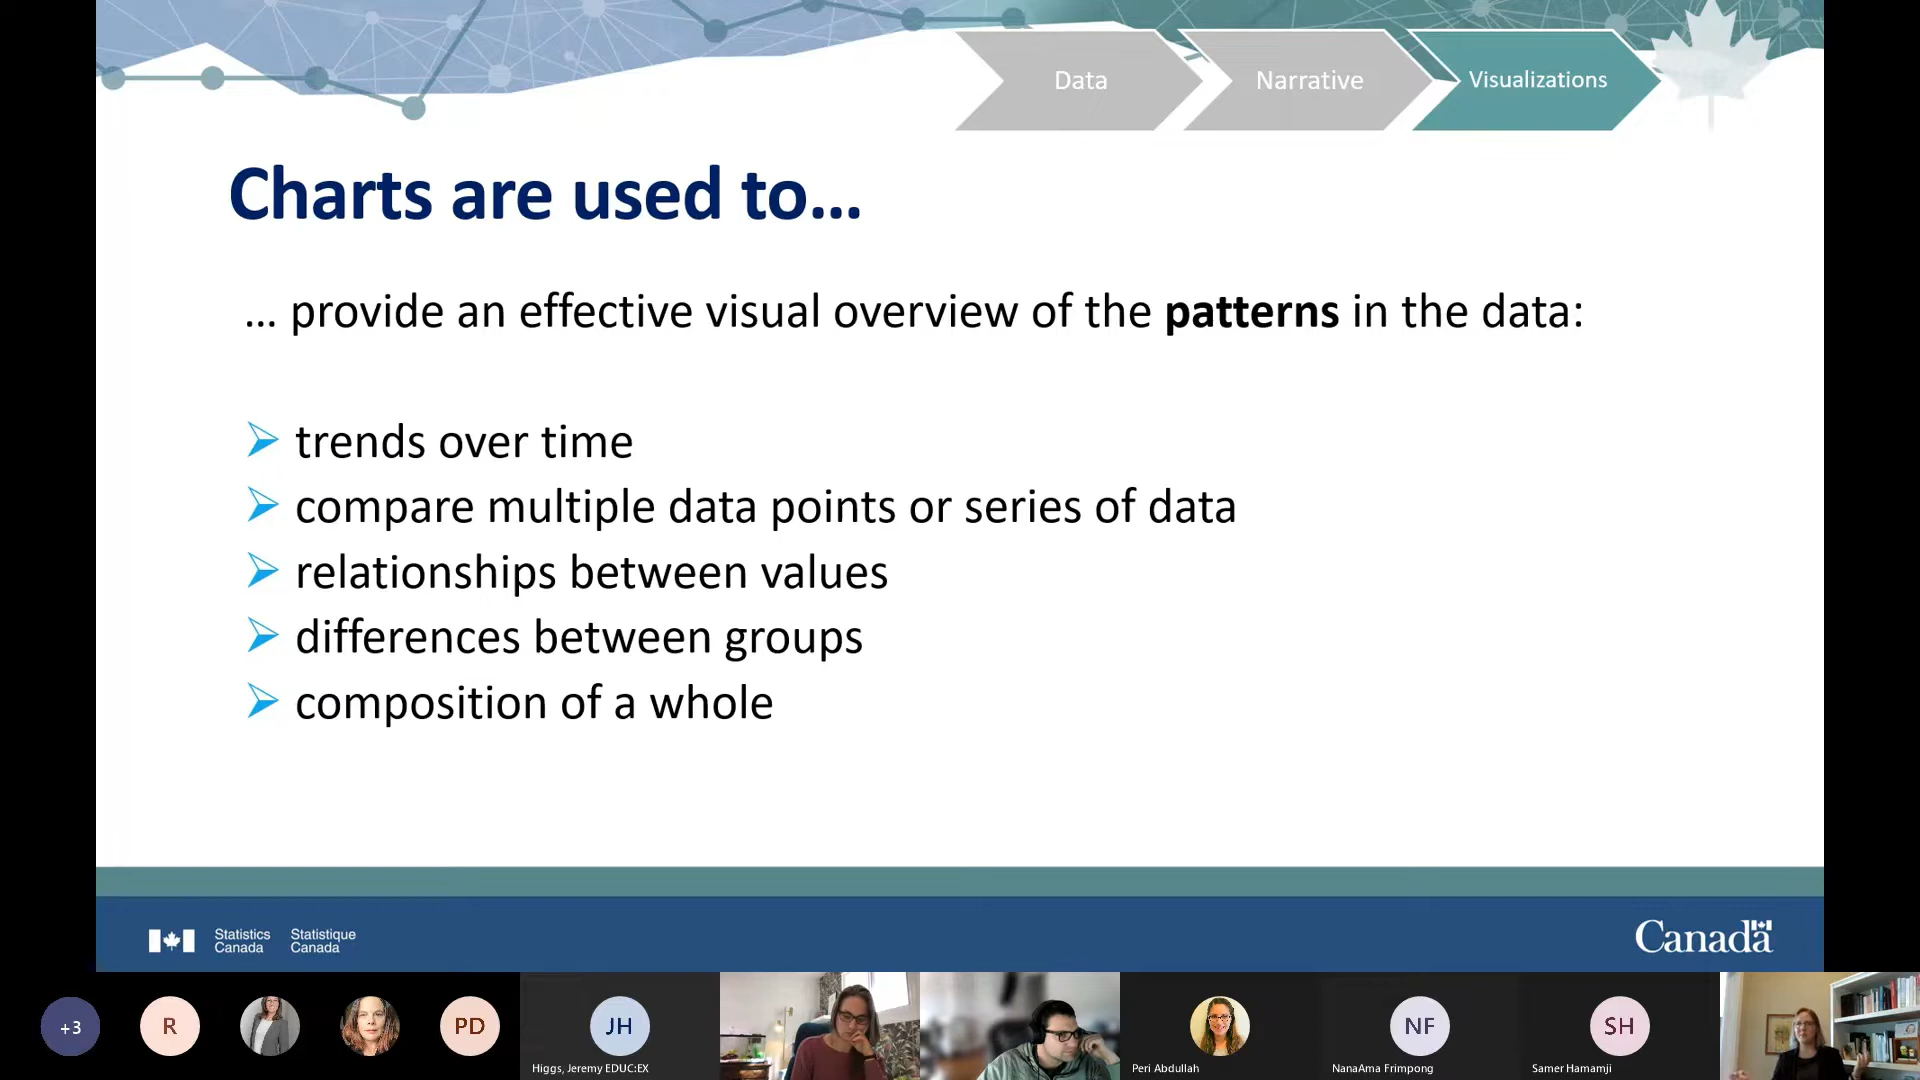 Data
Narrative
Visualizations
Charts are used to...
... provide an effective visual overview of the patterns in the data:
trends over time
compare multiple data points or series of data
relationships between values
differences between groups
composition of a whole
Statistics Canada
Statistique Canada
Canada
+3
R
PD
JH
Higgs, Jeremy EDUC:EX
Peri Abdullah
NF
NanaAma Frimpong
SH
Samer Hamamji